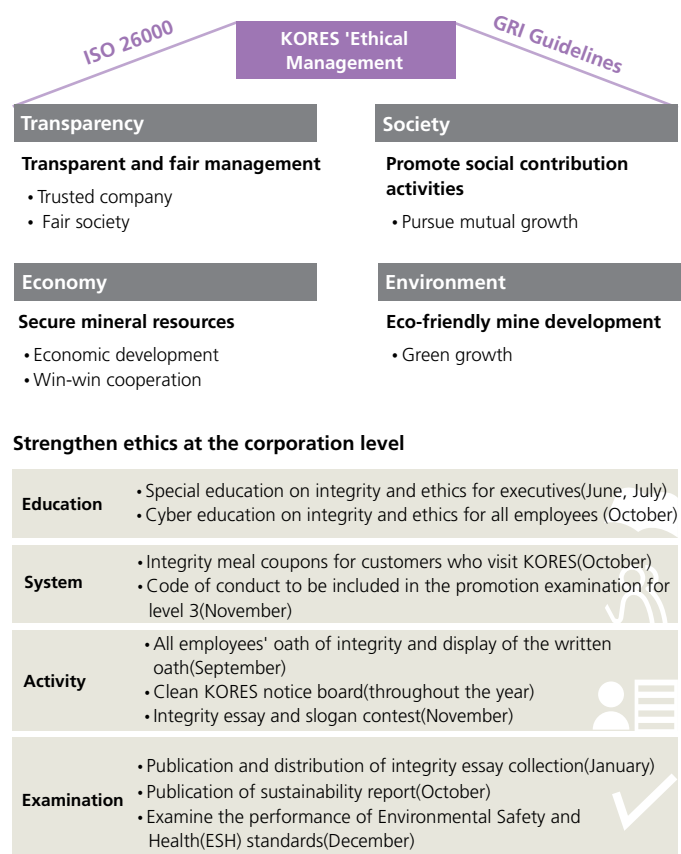 ISO 26000
KORES 'Ethical
Management
GRI Guidelines
Transparency
Transparent and fair management
• Trusted company
• Fair society
Society
Promote social contribution
activities
• Pursue mutual growth
Economy
Secure mineral resources
• Economic development
• Win-win cooperation
Environment
Eco-friendly mine development
• Green growth
Strengthen ethics at the corporation level
Education
• Special education on integrity and ethics for executives(June, July)
• Cyber education on integrity and ethics for all employees (October)
System
• Integrity meal coupons for customers who visit KORES(October)
• Code of conduct to be included in the promotion examination for
level 3(November)
Activity
• All employees' oath of integrity and display of the written
oath(September)
• Clean KORES notice board(throughout the year)
• Integrity essay and slogan contest(November)
Examination
• Publication and distribution of integrity essay collection(January)
• Publication of sustainability report(October)
• Examine the performance of Environmental Safety and
Health(ESH) standards(December)